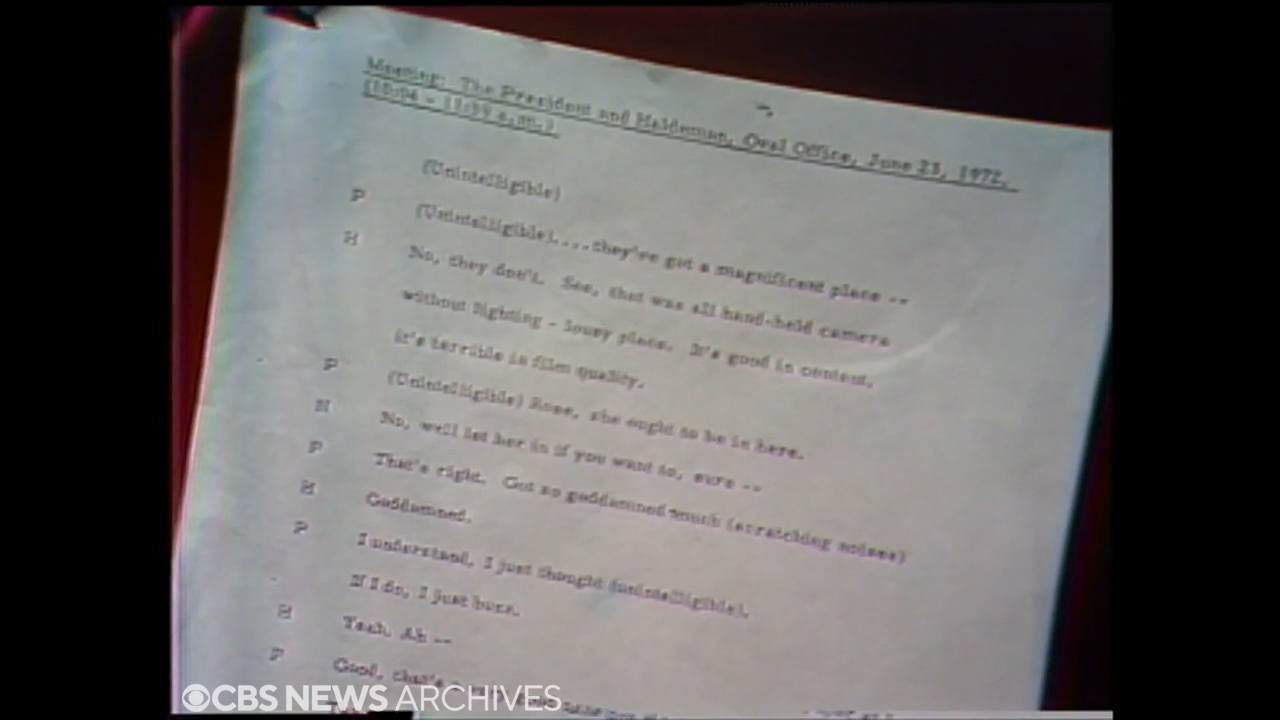 Meeting: The President and Haldeman, Oval Office, June 23, 1972,
(10:04 - 11:39 a.m.)
(Unintelligible)
P (Unintelligible)....they've got a magnificent place --
H No, they don't. See, that was all hand-held camera
without lighting - lousy place. It's good in content,
it's terrible in film quality.
P (Unintelligible) Rose, she ought to be in here.
H No, well let her in if you want to, sure --
P That's right. Got so goddamned much (scratching noises)
H Goddamned.
P I understand, I just thought (unintelligible).
If I do, I just buzz.
H Yeah. Ah --
P Good, that's
CBS NEWS ARCHIVES